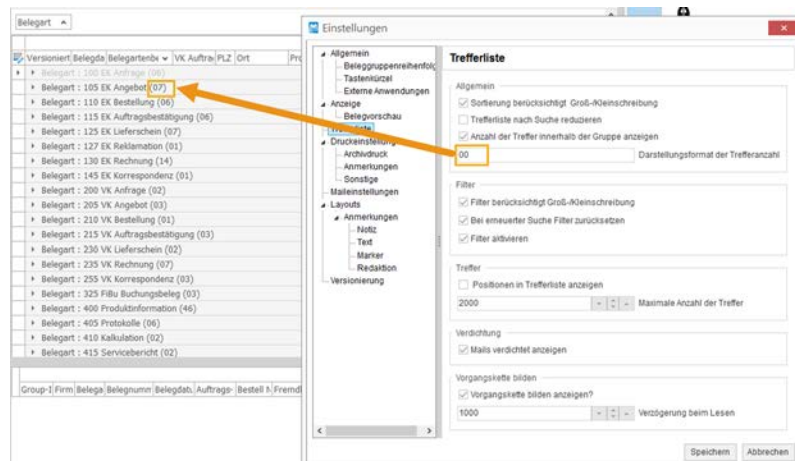 Belegart
Versioniert Belegda Belegartenbe VK Auftra PLZ Ort Pro
Belegart : 100 EK Anfrage (06)
Belegart : 105 EK Angebot (07)
Belegart : 110 EK Bestellung (06)
Belegart : 115 EK Auftragsbestätigung (06)
Belegart : 125 EK Lieferschein (07)
Belegart : 127 EK Reklamation (01)
Belegart : 130 EK Rechnung (14)
Belegart : 145 EK Korrespondenz (01)
Belegart : 200 VK Anfrage (02)
Belegart : 205 VK Angebot (03)
Belegart : 210 VK Bestellung (01)
Belegart : 215 VK Auftragsbestätigung (03)
Belegart : 230 VK Lieferschein (02)
Belegart : 235 VK Rechnung (07)
Belegart : 255 VK Korrespondenz (03)
Belegart : 325 FiBu Buchungsbeleg (03)
Belegart : 400 Produktinformation (46)
Belegart : 405 Protokolle (06)
Belegart : 410 Kalkulation (02)
Belegart : 415 Servicebericht (02)
Group-I Firm Belega Belegnumm Belegdatu Auftrags- Bestell N Fremdl
Einstellungen
Allgemein
Beleggruppenreihenfolg
Tastenkürzel
Externe Anwendungen
Anzeige
Belegvorschau
Trefferliste
Druckeinstellung
Archivdruck
Anmerkungen
Sonstige
Maileinstellungen
Layouts
Anmerkungen
Notiz
Text
Marker
Redaktion
Versionierung
Trefferliste
Allgemein
Sortierung berücksichtigt Groß-/Kleinschreibung
Trefferliste nach Suche reduzieren
Anzahl der Treffer innerhalb der Gruppe anzeigen
00 Darstellungsformat der Trefferanzahl
Filter
Filter berücksichtigt Groß-/Kleinschreibung
Bei erneuerter Suche Filter zurücksetzen
Filter aktivieren
Treffer
Positionen in Trefferliste anzeigen
2000 Maximale Anzahl der Treffer
Verdichtung
Mails verdichtet anzeigen
Vorgangskette bilden
Vorgangskette bilden anzeigen?
1000 Verzögerung beim Lesen
Speichern Abbrechen